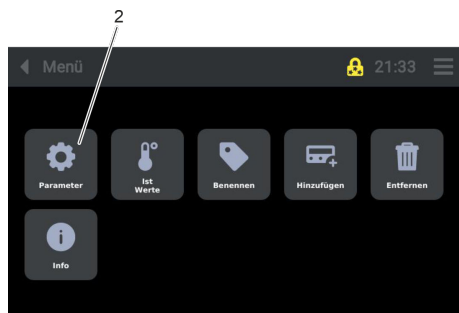 2
Menü
21:33
Parameter
Ist
Werte
Benennen
Hinzufügen
Entfernen
Info